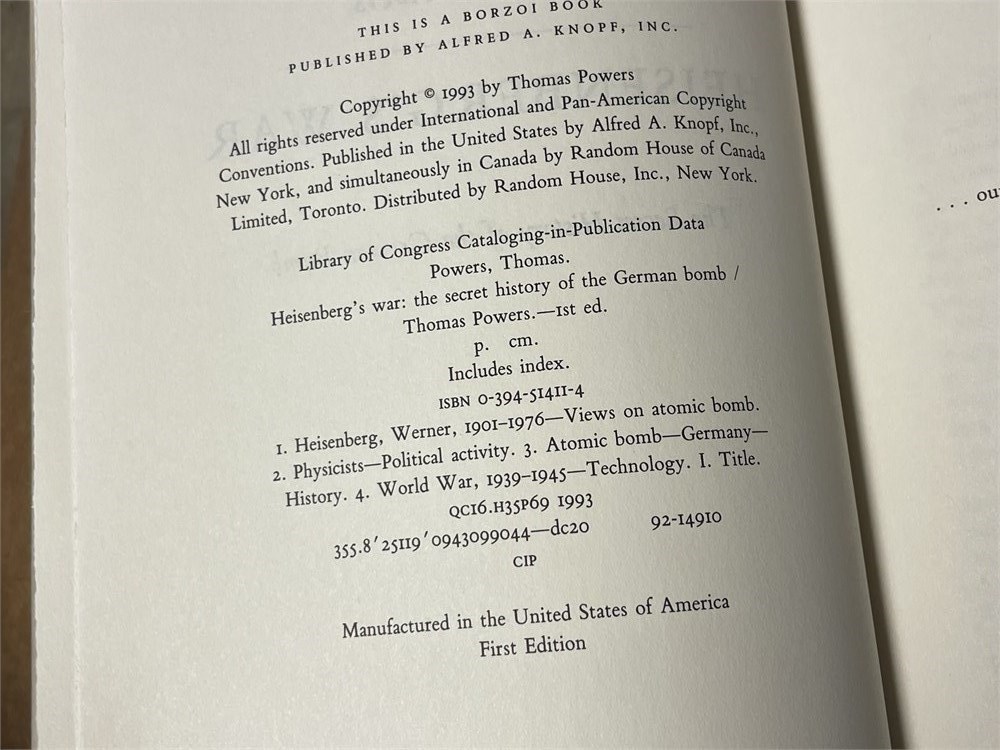 THIS IS A BORZOI BOOK
PUBLISHED BY ALFRED A. KNOPF, INC.
Copyright © 1993 by Thomas Powers
All rights reserved under International and Pan-American Copyright
Conventions. Published in the United States by Alfred A. Knopf, Inc.,
New York, and simultaneously in Canada by Random House of Canada
Limited, Toronto. Distributed by Random House, Inc., New York.
Library of Congress Cataloging-in-Publication Data
Powers, Thomas.
Heisenberg's war: the secret history of the German bomb /
Thomas Powers.—1st ed.
p. cm.
Includes index.
ISBN 0-394-51411-4
1. Heisenberg, Werner, 1901–1976—Views on atomic bomb.
2. Physicists—Political activity. 3. Atomic bomb—Germany—
History. 4. World War, 1939–1945—Technology. I. Title.
QC16.H35P69 1993
355.8′25119′0943099044—dc20 92-14910
CIP
Manufactured in the United States of America
First Edition
. . . ou